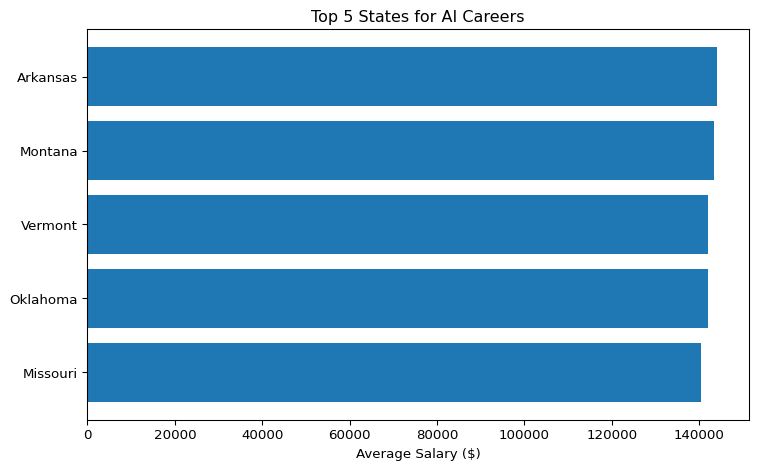 Top 5 States for AI Careers
Arkansas
Montana
Vermont
Oklahoma
Missouri
0 20000 40000 60000 80000 100000 120000 140000
Average Salary ($)